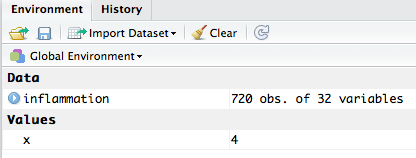 Environment History
Import Dataset Clear
Global Environment
Data
inflammation 720 obs. of 32 variables
Values
x 4